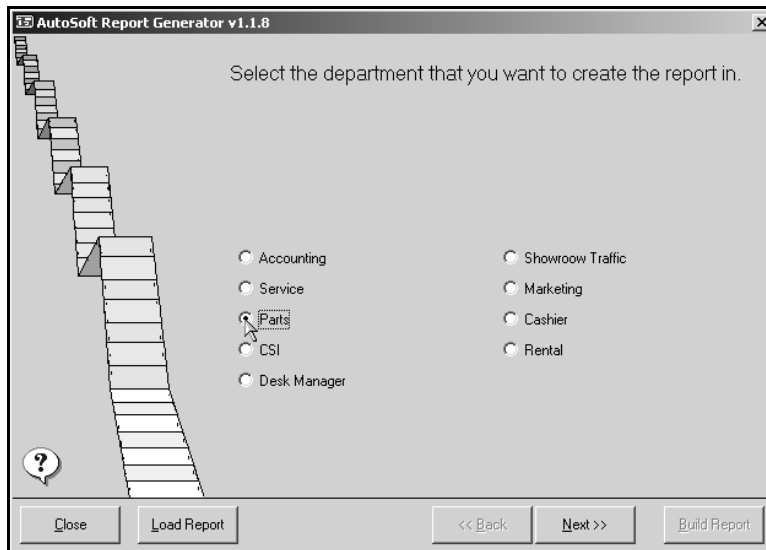 AutoSoft Report Generator v1.1.8
Select the department that you want to create the report in.
Accounting
Service
Parts
CSI
Desk Manager
Showroow Traffic
Marketing
Cashier
Rental
?
Close
Load Report
<< Back
Next >>
Build Report